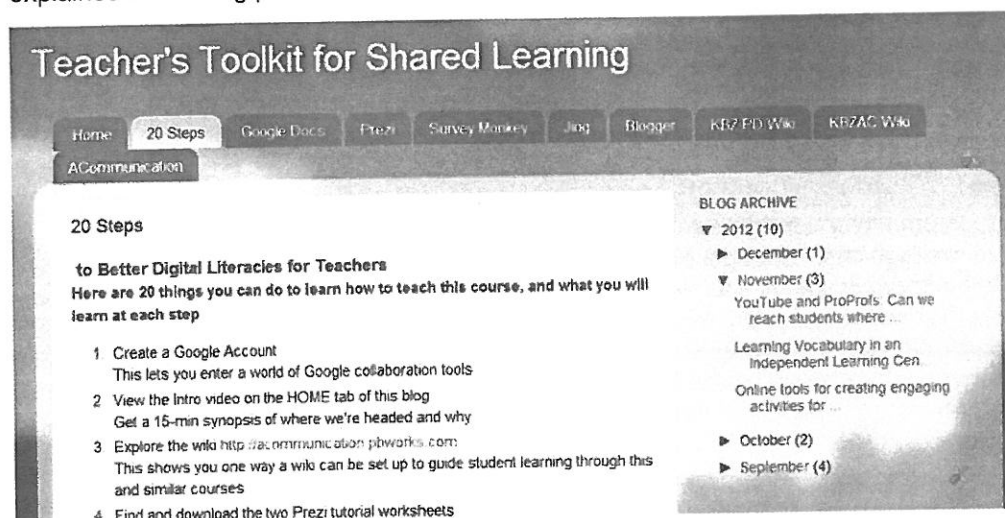 Teacher's Toolkit for Shared Learning
Home
20 Steps
Google Docs
Prezi
Survey Monkey
Jing
Blogger
KBZ PD Wiki
KBZAC Wiki
ACommunication
20 Steps
to Better Digital Literacies for Teachers
Here are 20 things you can do to learn how to teach this course, and what you will
learn at each step
1 Create a Google Account
This lets you enter a world of Google collaboration tools
2 View the Intro video on the HOME tab of this blog
Get a 15-min synopsis of where we're headed and why
3 Explore the wiki http://acommunication.pbworks.com
This shows you one way a wiki can be set up to guide student learning through this
and similar courses
4 Find and download the two Prezi tutorial worksheets
BLOG ARCHIVE
▼ 2012 (10)
► December (1)
▼ November (3)
YouTube and ProProfs: Can we
reach students where ...
Learning Vocabulary in an
Independent Learning Cen...
Online tools for creating engaging
activities for ...
► October (2)
► September (4)